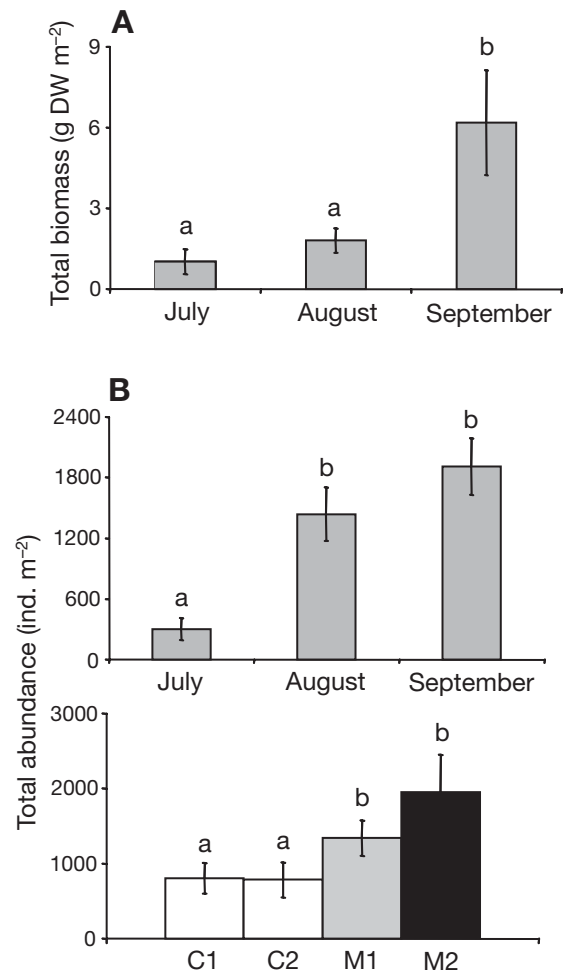 A
Total biomass (g DW m⁻²)
9
6
3
0
a
a
b
July August September
B
Total abundance (ind. m⁻²)
2400
1800
1200
600
0
a
b
b
July August September
3000
2000
1000
0
a
a
b
b
C1 C2 M1 M2